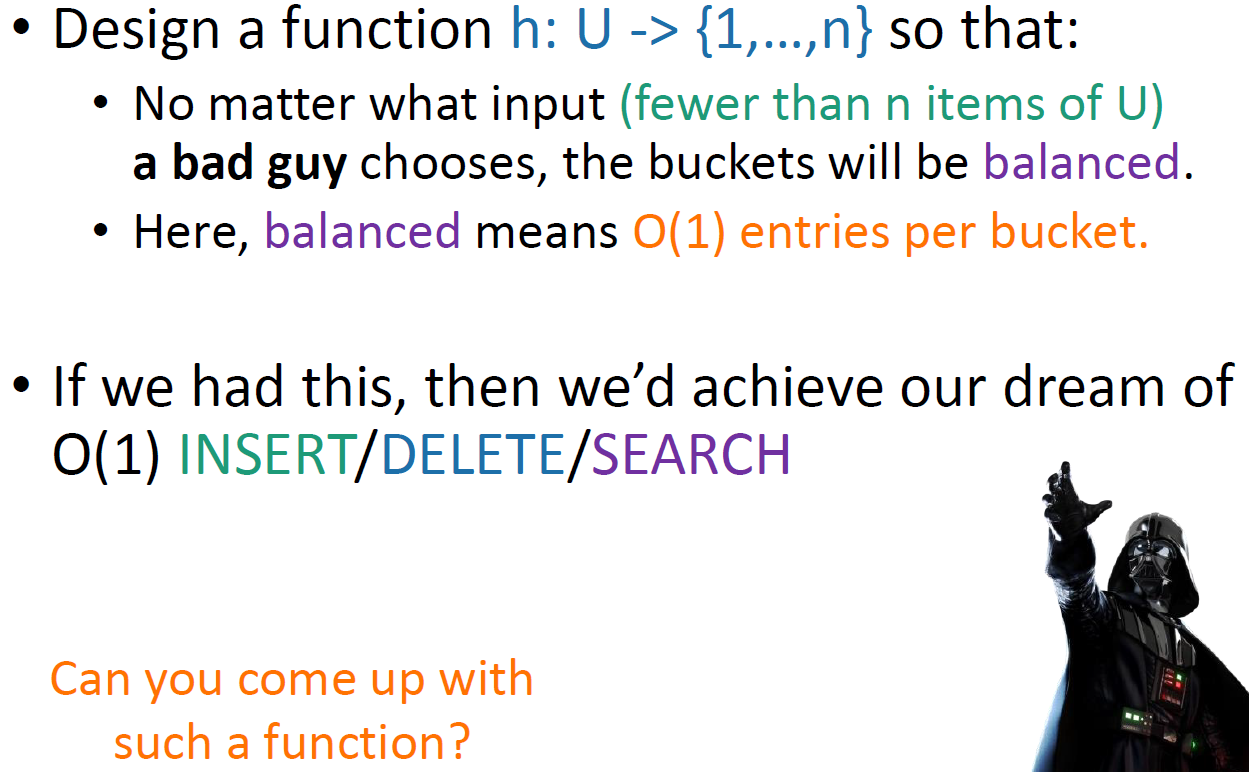 • Design a function h: U -> {1,…,n} so that:
• No matter what input (fewer than n items of U)
a bad guy chooses, the buckets will be balanced.
• Here, balanced means O(1) entries per bucket.
• If we had this, then we’d achieve our dream of
O(1) INSERT/DELETE/SEARCH
Can you come up with
such a function?